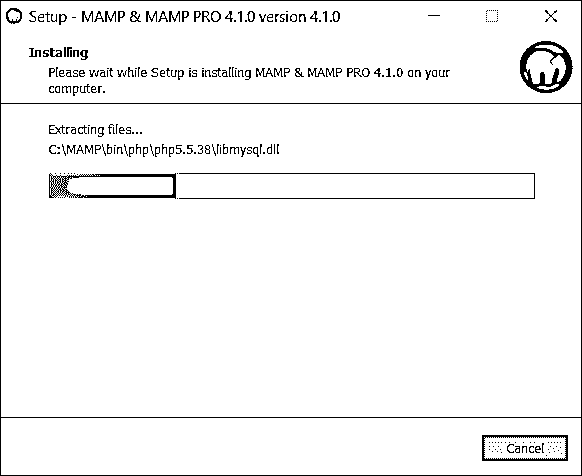 Setup - MAMP & MAMP PRO 4.1.0 version 4.1.0
Installing
Please wait while Setup is installing MAMP & MAMP PRO 4.1.0 on your
computer.
Extracting files...
C:\MAMP\bin\php\php5.5.38\libmysql.dll
Cancel